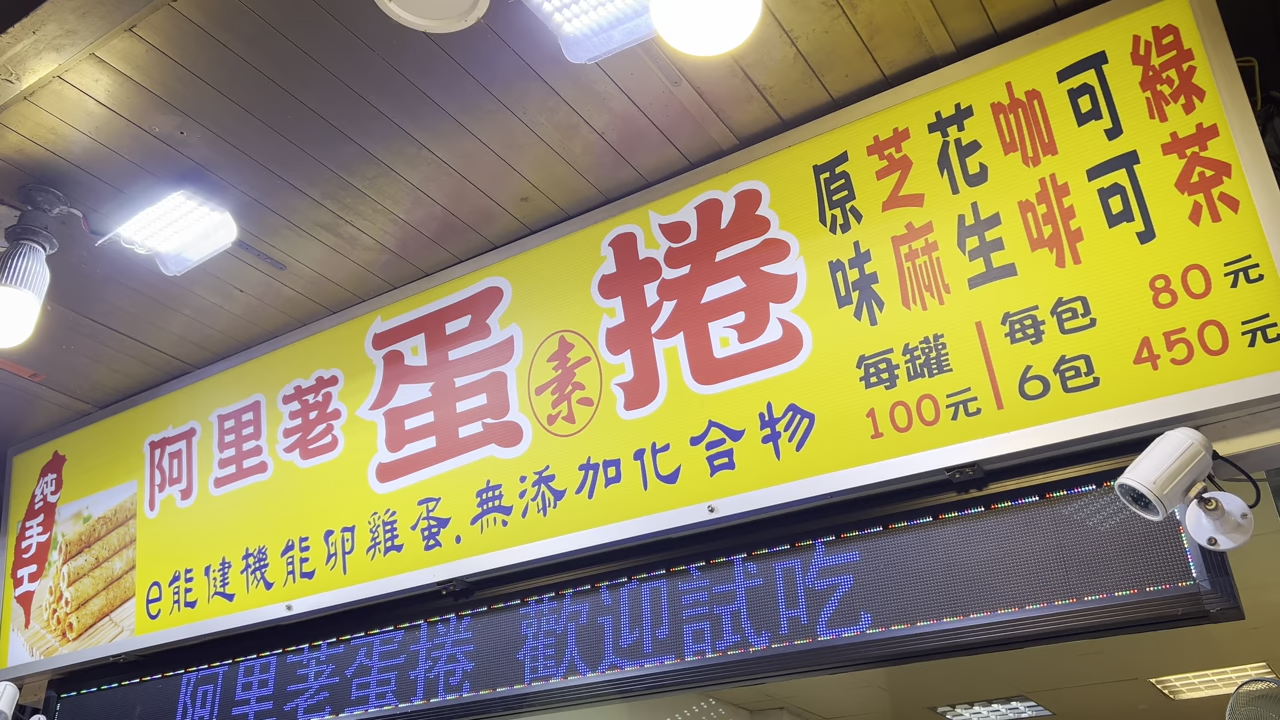 纯手工
阿里荖蛋素捲
e能健機能卵雞蛋.無添加化合物
原味
芝麻
花生
咖啡
可可
綠茶
每罐
100元
每包 80元
6包 450元
阿里荖蛋捲 歡迎試吃